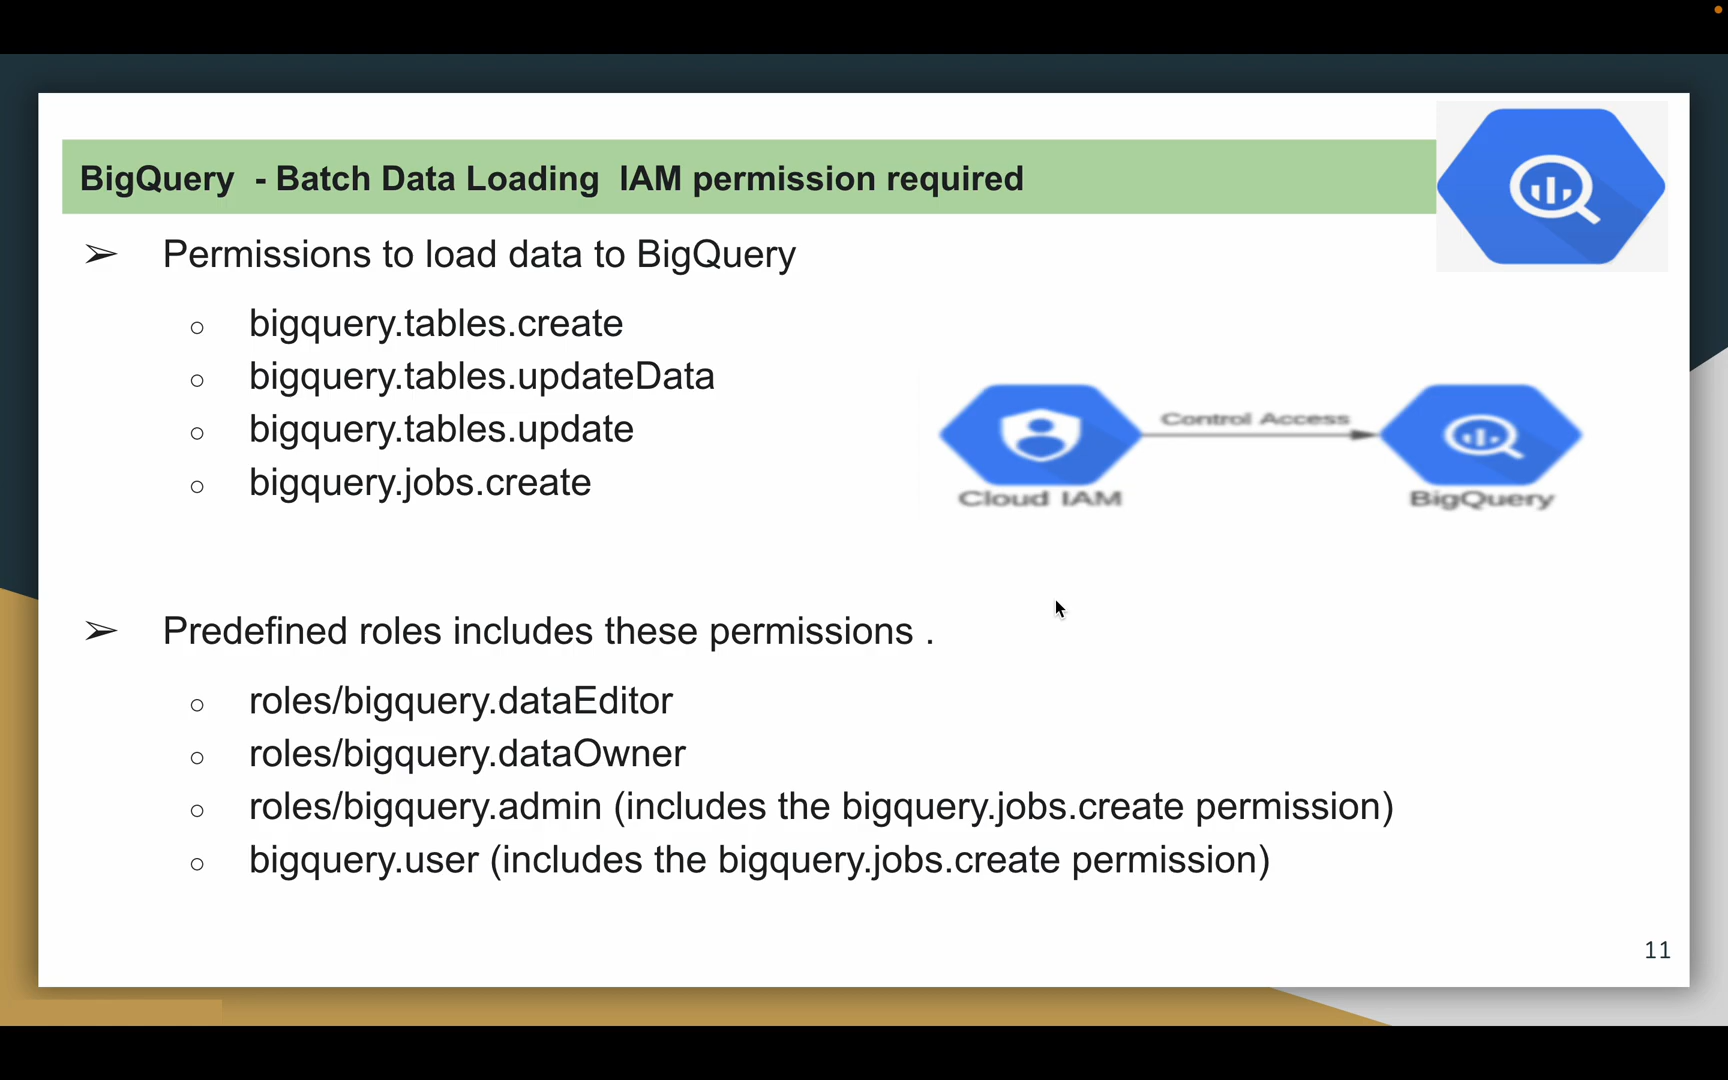 BigQuery - Batch Data Loading IAM permission required
➢ Permissions to load data to BigQuery
○ bigquery.tables.create
○ bigquery.tables.updateData
○ bigquery.tables.update
○ bigquery.jobs.create
Control Access
Cloud IAM
BigQuery
➢ Predefined roles includes these permissions .
○ roles/bigquery.dataEditor
○ roles/bigquery.dataOwner
○ roles/bigquery.admin (includes the bigquery.jobs.create permission)
○ bigquery.user (includes the bigquery.jobs.create permission)
11